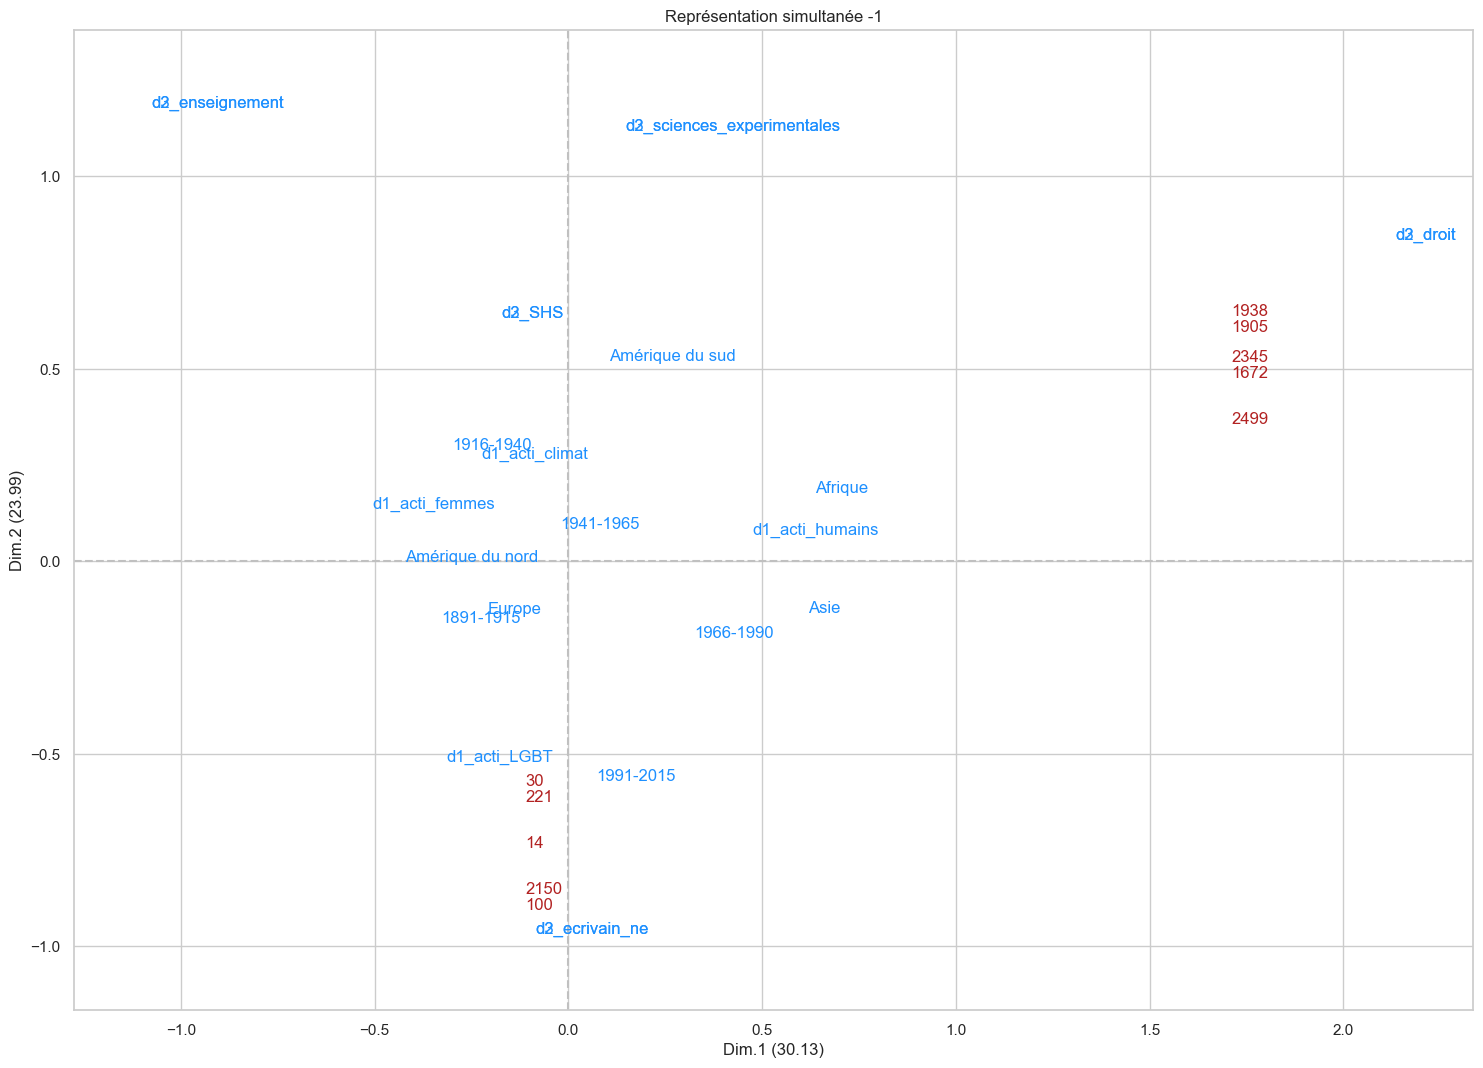 Représentation simultanée -1
d2_enseignement
d2_sciences_experimentales
1.0
d2_droit
1938
d2_SHS
1905
Amérique du sud
2345
0.5
1672
2499
1916-1940
d1_acti_climat
Afrique
d1_acti_femmes
1941-1965
d1_acti_humains
Amérique du nord
0.0
Europe
Asie
1891-1915
1966-1990
−0.5
d1_acti_LGBT
1991-2015
30
221
14
2150
100
d2_ecrivain_ne
−1.0
Dim.2 (23.99)
−1.0 −0.5 0.0 0.5 1.0 1.5 2.0
Dim.1 (30.13)